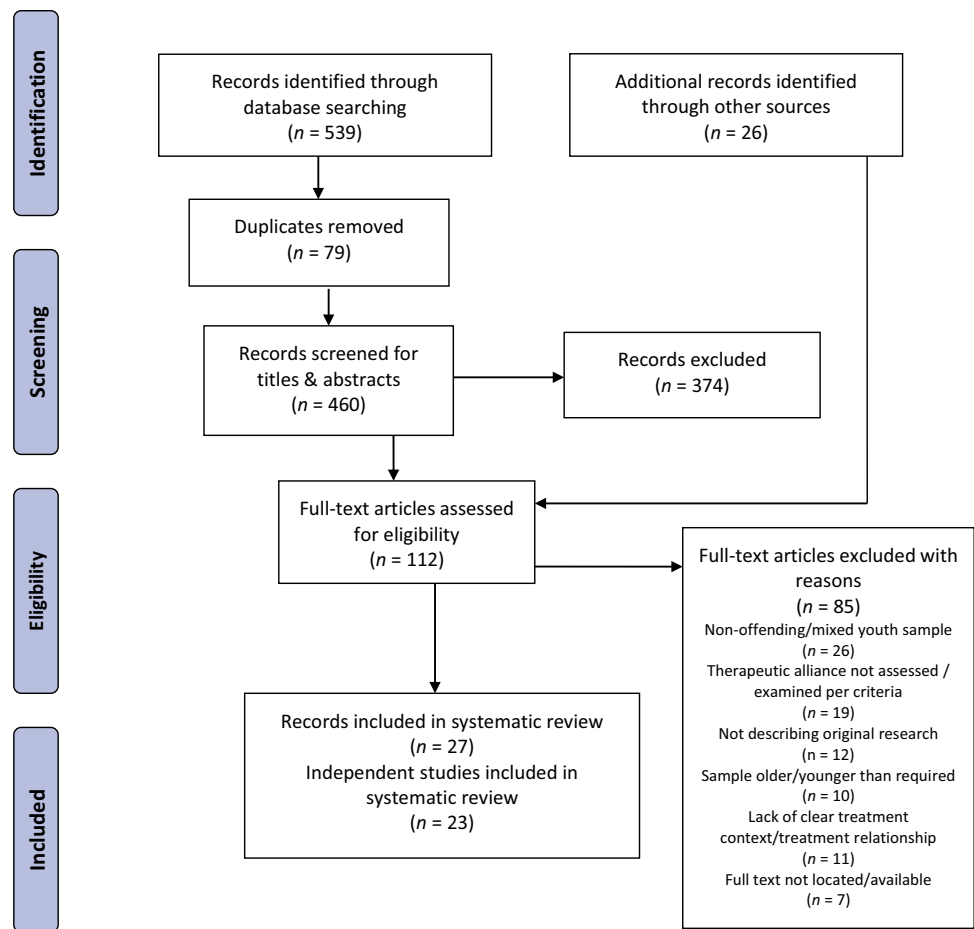 Identification
Records identified through
database searching
(n = 539)
Additional records identified
through other sources
(n = 26)
Duplicates removed
(n = 79)
Screening
Records screened for
titles & abstracts
(n = 460)
Records excluded
(n = 374)
Eligibility
Full-text articles assessed
for eligibility
(n = 112)
Full-text articles excluded with
reasons
(n = 85)
Non-offending/mixed youth sample
(n = 26)
Therapeutic alliance not assessed /
examined per criteria
(n = 19)
Not describing original research
(n = 12)
Sample older/younger than required
(n = 10)
Lack of clear treatment
context/treatment relationship
(n = 11)
Full text not located/available
(n = 7)
Included
Records included in systematic review
(n = 27)
Independent studies included in
systematic review
(n = 23)